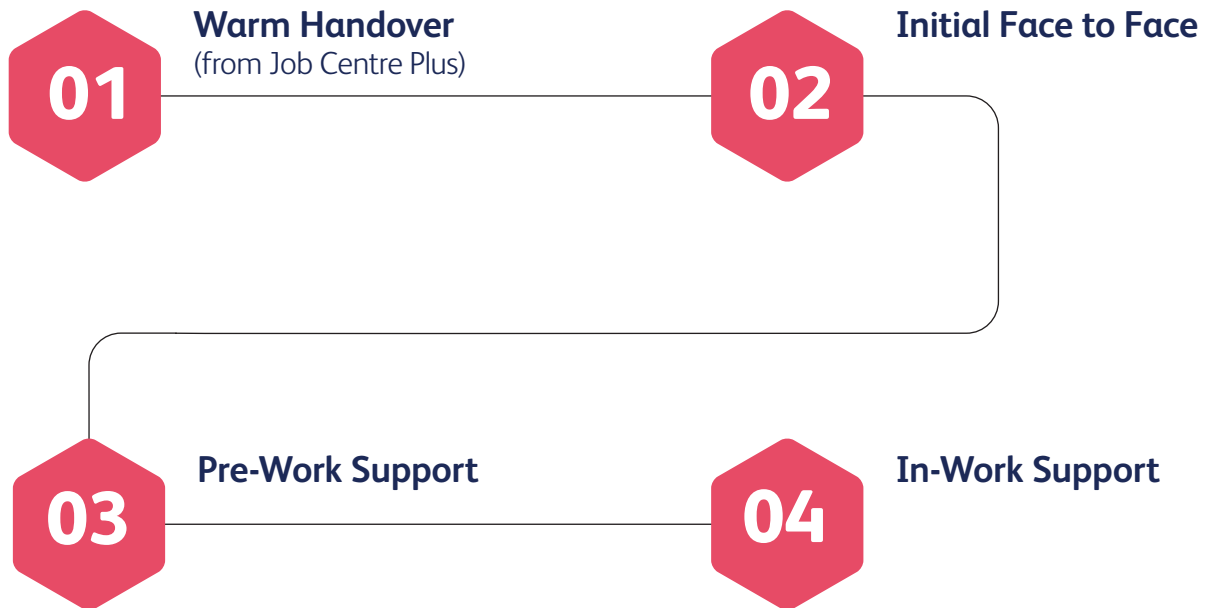 01
Warm Handover
(from Job Centre Plus)
02
Initial Face to Face
03
Pre-Work Support
04
In-Work Support